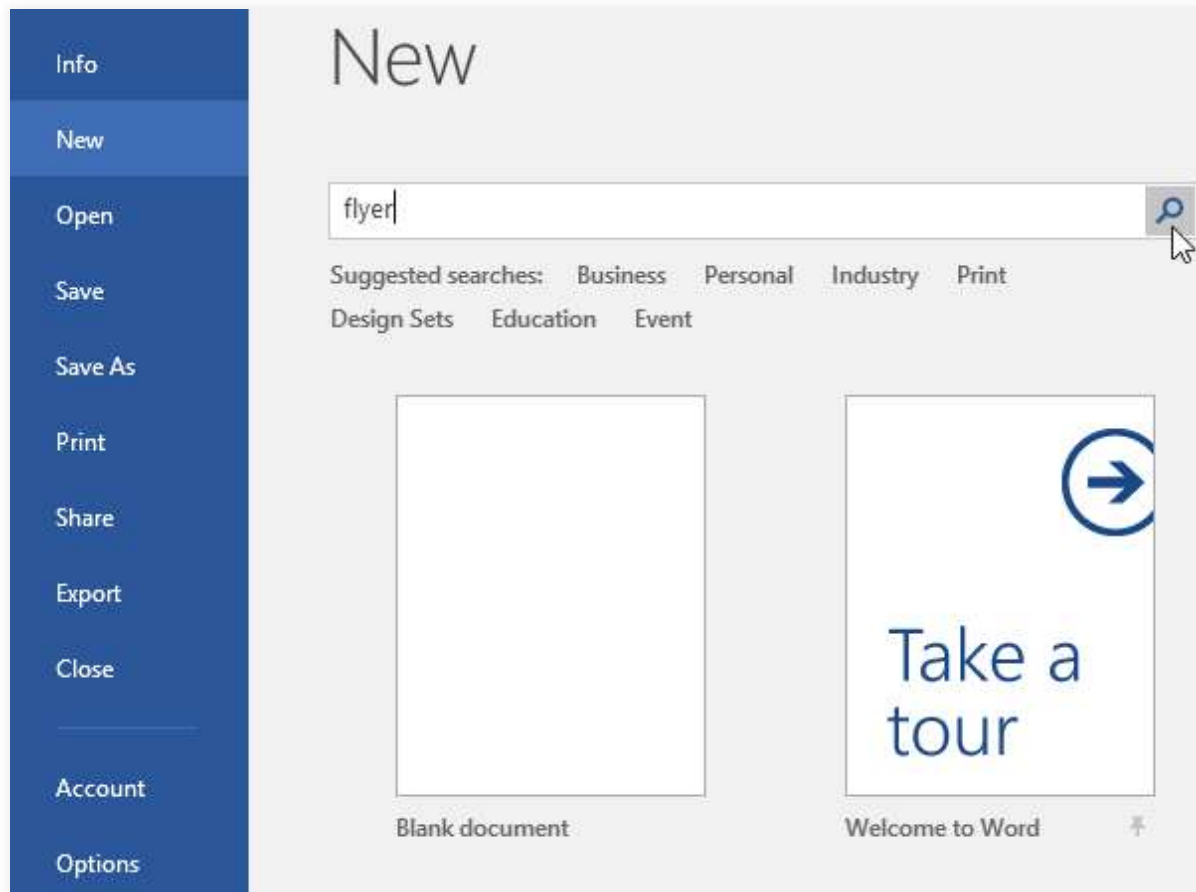 Info
New
Open
Save
Save As
Print
Share
Export
Close
Account
Options
New
flyer
Suggested searches: Business Personal Industry Print
Design Sets Education Event
Take a
tour
Blank document
Welcome to Word